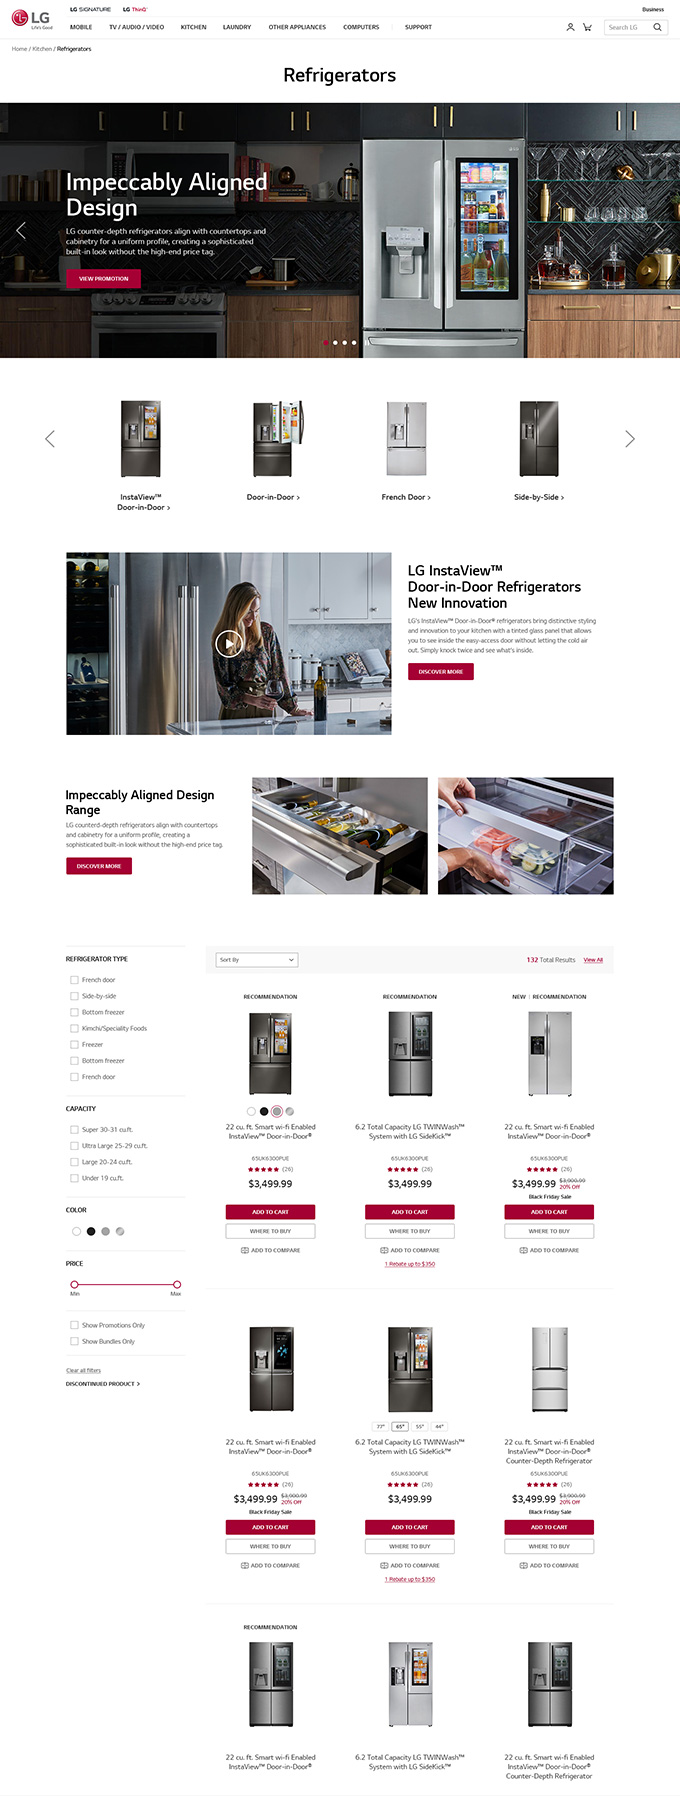 LG SIGNATURE LG ThinQ Business
LG
Life's Good
MOBILE TV / AUDIO / VIDEO KITCHEN LAUNDRY OTHER APPLIANCES COMPUTERS SUPPORT Search LG
Home / Kitchen / Refrigerators
Refrigerators
Impeccably Aligned
Design
LG counter-depth refrigerators align with countertops and
cabinetry for a uniform profile, creating a sophisticated
built-in look without the high-end price tag.
VIEW PROMOTION
InstaView™
Door-in-Door >
Door-in-Door >
French Door >
Side-by-Side >
LG InstaView™
Door-in-Door Refrigerators
New Innovation
LG's InstaView™ Door-in-Door® refrigerators bring distinctive styling
and innovation to your kitchen with a tinted glass panel that allows
you to see inside the easy-access door without letting the cold air
out. Simply knock twice and see what's inside.
DISCOVER MORE
Impeccably Aligned Design
Range
LG counterd-depth refrigerators align with countertops
and cabinetry for a uniform profile, creating a
sophisticated built-in look without the high-end price tag.
DISCOVER MORE
REFRIGERATOR TYPE
French door
Side-by-side
Bottom freezer
Kimchi/Speciality Foods
Freezer
Bottom freezer
French door
CAPACITY
Super 30-31 cu.ft.
Ultra Large 25-29 cu.ft.
Large 20-24 cu.ft.
Under 19 cu.ft.
COLOR
PRICE
Min Max
Show Promotions Only
Show Bundles Only
Clear all filters
DISCONTINUED PRODUCT >
Sort By 132 Total Results View All
RECOMMENDATION
22 cu. ft. Smart wi-fi Enabled
InstaView™ Door-in-Door®
65UK6300PUE
(26)
$3,499.99
ADD TO CART
WHERE TO BUY
ADD TO COMPARE
RECOMMENDATION
6.2 Total Capacity LG TWINWash™
System with LG SideKick™
65UK6300PUE
(26)
$3,499.99
ADD TO CART
WHERE TO BUY
ADD TO COMPARE
1 Rebate up to $350
NEW | RECOMMENDATION
22 cu. ft. Smart wi-fi Enabled
InstaView™ Door-in-Door®
65UK6300PUE
(26)
$3,499.99 $3,900.99
20% Off
Black Friday Sale
ADD TO CART
WHERE TO BUY
ADD TO COMPARE
22 cu. ft. Smart wi-fi Enabled
InstaView™ Door-in-Door®
65UK6300PUE
(26)
$3,499.99 $3,900.99
20% Off
Black Friday Sale
ADD TO CART
WHERE TO BUY
ADD TO COMPARE
77" 65" 55" 44"
6.2 Total Capacity LG TWINWash™
System with LG SideKick™
65UK6300PUE
(26)
$3,499.99
ADD TO CART
WHERE TO BUY
ADD TO COMPARE
1 Rebate up to $350
22 cu. ft. Smart wi-fi Enabled
InstaView™ Door-in-Door®
Counter-Depth Refrigerator
65UK6300PUE
(26)
$3,499.99 $3,900.99
20% Off
Black Friday Sale
ADD TO CART
WHERE TO BUY
ADD TO COMPARE
RECOMMENDATION
22 cu. ft. Smart wi-fi Enabled
InstaView™ Door-in-Door®
6.2 Total Capacity LG TWINWash™
System with LG SideKick™
22 cu. ft. Smart wi-fi Enabled
InstaView™ Door-in-Door®
Counter-Depth Refrigerator